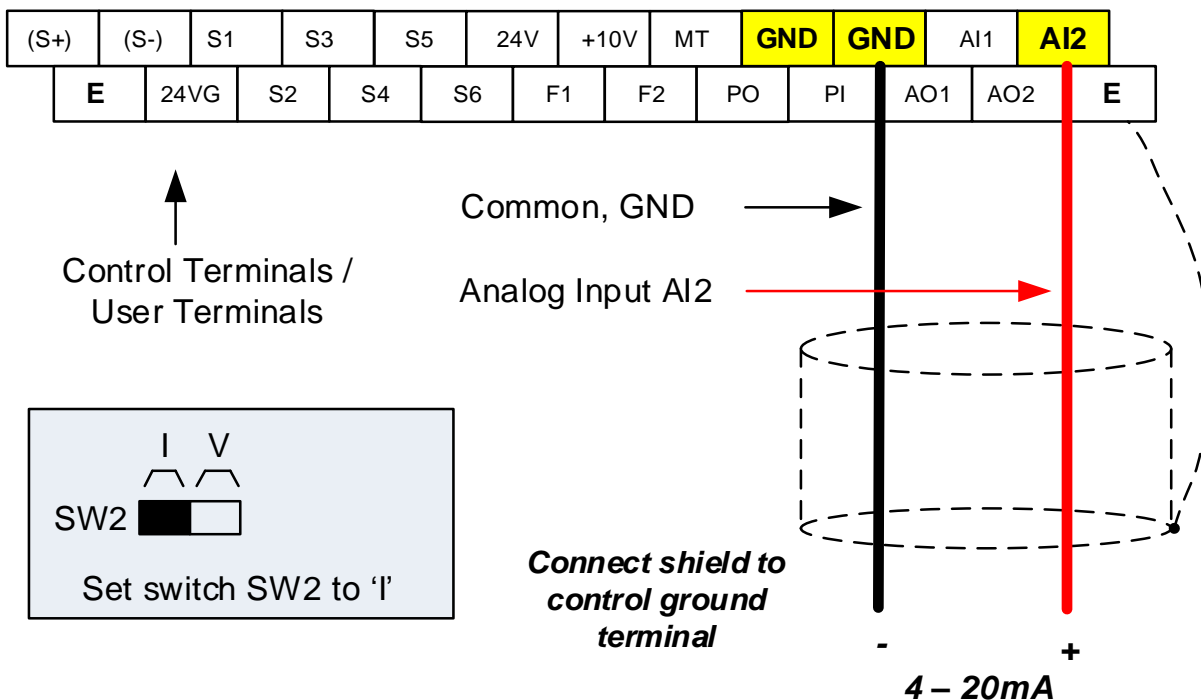 (S+) (S-) S1 S3 S5 24V +10V MT GND GND AI1 AI2
E 24VG S2 S4 S6 F1 F2 PO PI AO1 AO2 E
Common, GND
Control Terminals /
User Terminals
Analog Input AI2
I V
SW2
Set switch SW2 to ‘I’
Connect shield to
control ground
terminal
- +
4 – 20mA